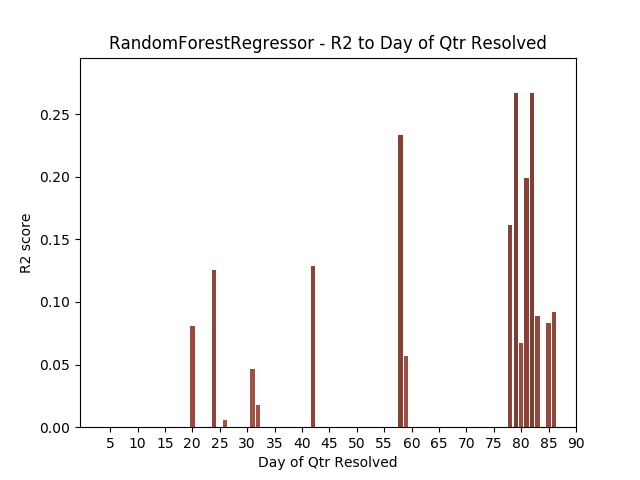 RandomForestRegressor - R2 to Day of Qtr Resolved
0.25
0.20
0.15
0.10
0.05
0.00
R2 score
5 10 15 20 25 30 35 40 45 50 55 60 65 70 75 80 85 90
Day of Qtr Resolved